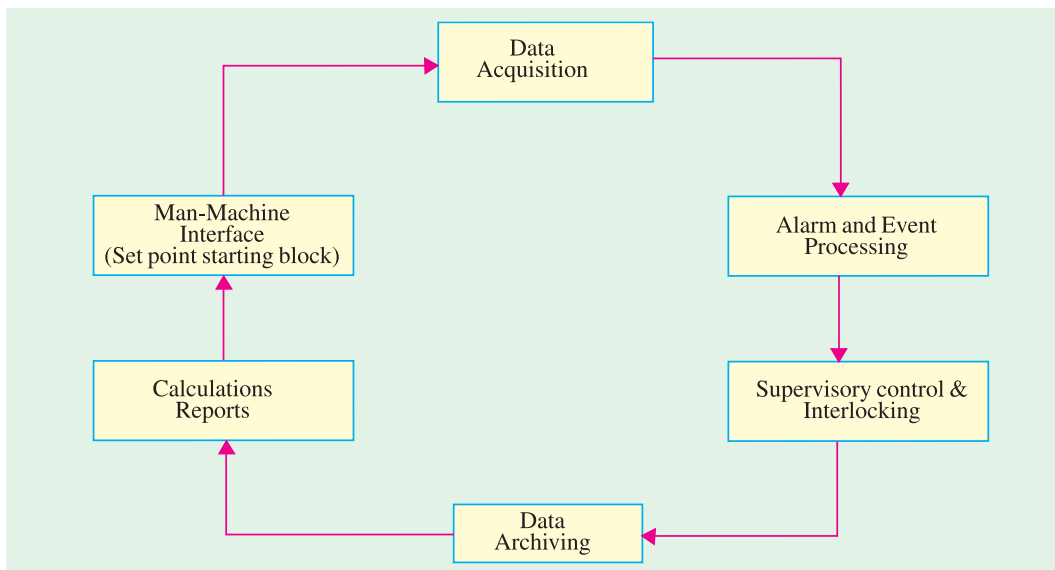 Data
Acquisition
Man-Machine
Interface
(Set point starting block)
Alarm and Event
Processing
Calculations
Reports
Supervisory control &
Interlocking
Data
Archiving